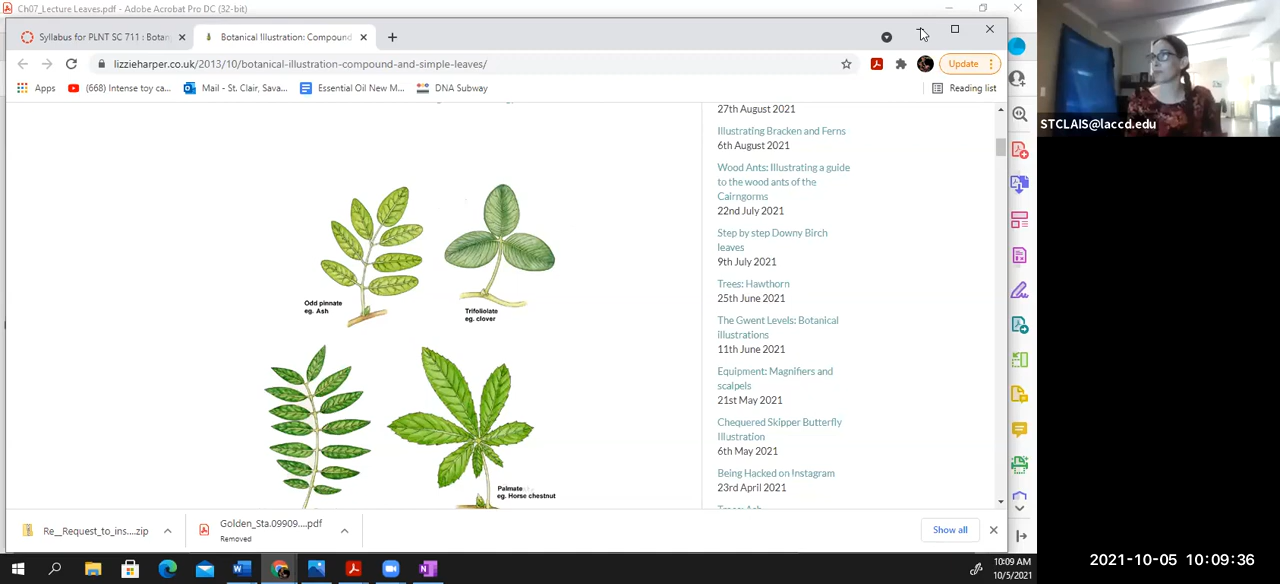 Ch07_Lecture Leaves.pdf - Adobe Acrobat Pro DC (32-bit)
Syllabus for PLNT SC 711 : Botan
Botanical Illustration: Compound
lizzieharper.co.uk/2013/10/botanical-illustration-compound-and-simple-leaves/
Update
Apps
(668) Intense toy ca...
Mail - St. Clair, Sava...
Essential Oil New M...
DNA Subway
Reading list
27th August 2021
Illustrating Bracken and Ferns
6th August 2021
Wood Ants: Illustrating a guide
to the wood ants of the
Cairngorms
22nd July 2021
Step by step Downy Birch
leaves
9th July 2021
Trees: Hawthorn
25th June 2021
The Gwent Levels: Botanical
illustrations
11th June 2021
Equipment: Magnifiers and
scalpels
21st May 2021
Chequered Skipper Butterfly
Illustration
6th May 2021
Being Hacked on Instagram
23rd April 2021
Odd pinnate
eg. Ash
Trifoliolate
eg. clover
Palmate
eg. Horse chestnut
Re__Request_to_ins....zip
Golden_Sta.09909....pdf
Removed
Show all
10:09 AM
10/5/2021
STCLAIS@laccd.edu
2021-10-05 10:09:36